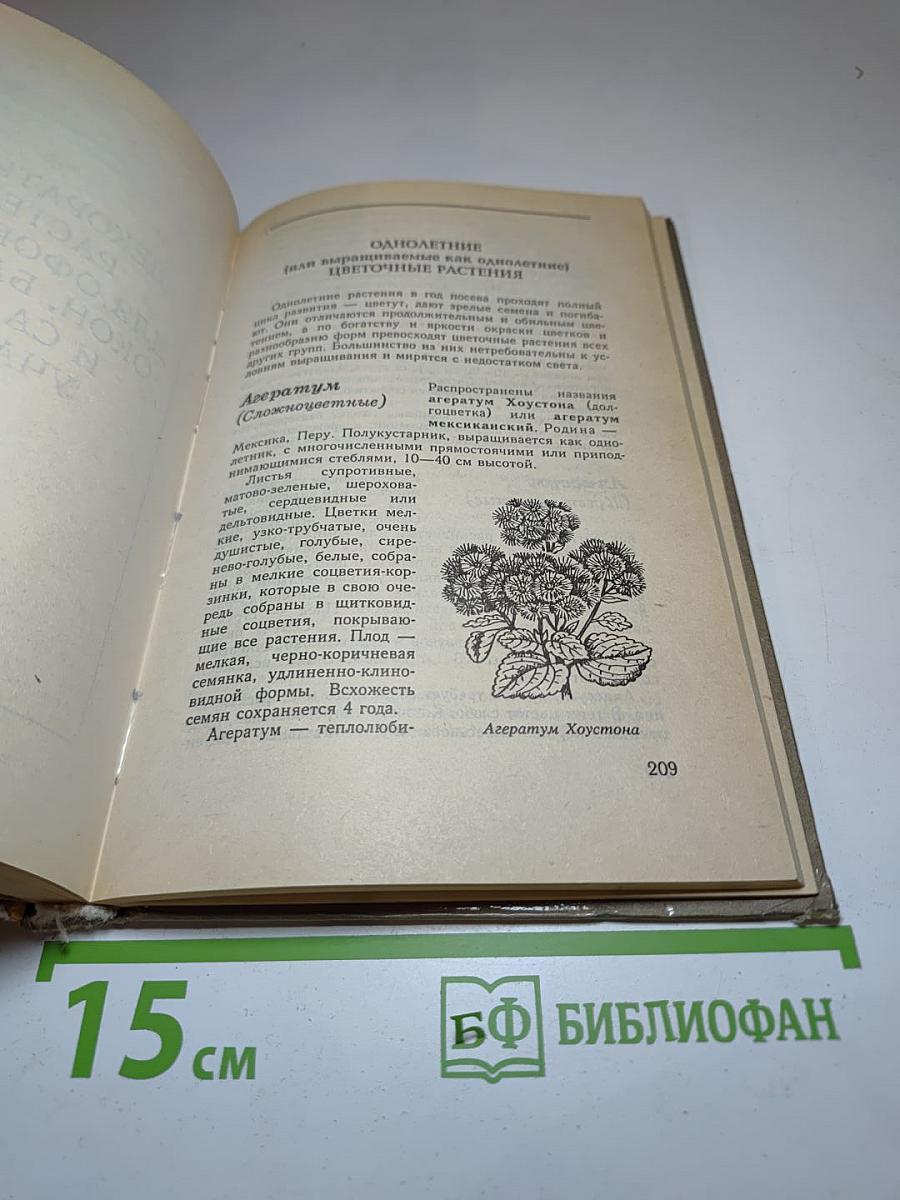 ОДНОЛЕТНИЕ
(или выращиваемые как однолетние)
ЦВЕТОЧНЫЕ РАСТЕНИЯ
Однолетние растения в год посева проходят полный
цикл развития — цветут, дают зрелые семена и погиба-
ют. Они отличаются продолжительным и обильным цве-
тением, а по богатству и яркости окраски цветков и
разнообразию форм превосходят цветочные растения всех
других групп. Большинство из них нетребовательны к ус-
ловиям выращивания и мирятся с недостатком света.
Агератум
(Сложноцветные)
Распространены названия
агератум Хоустона (дол-
гоцветка) или агератум
мексиканский. Родина —
Мексика, Перу. Полукустарник, выращивается как одно-
летник, с многочисленными прямостоячими или припод-
нимающимися стеблями, 10—40 см высотой.
Листья супротивные,
матово-зеленые, шерохова-
тые, сердцевидные или
дельтовидные. Цветки мел-
кие, узко-трубчатые, очень
душистые, голубые, сире-
нево-голубые, белые, собра-
ны в мелкие соцветия-кор-
зинки, которые в свою оче-
редь собраны в щитковид-
ные соцветия, покрываю-
щие все растения. Плод —
мелкая, черно-коричневая
семянка, удлиненно-клино-
видной формы. Всхожесть
семян сохраняется 4 года.
Агератум — теплолюби-
Агератум Хоустона
209
15 см
БФ БИБЛИОФАН